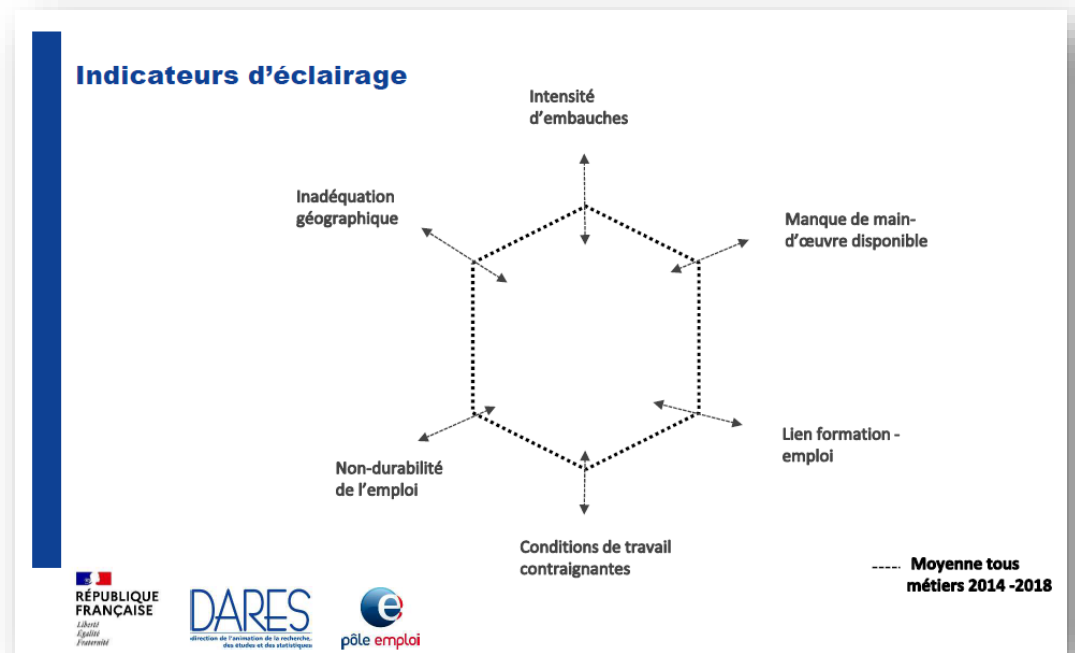 Indicateurs d'éclairage
Intensité
d'embauches
Inadéquation
géographique
Manque de main-
d'œuvre disponible
Non-durabilité
de l'emploi
Lien formation -
emploi
Conditions de travail
contraignantes
---- Moyenne tous
métiers 2014 -2018
RÉPUBLIQUE
FRANÇAISE
Liberté
Égalité
Fraternité
DARES
direction de l'animation de la recherche,
des études et des statistiques
e
pôle emploi